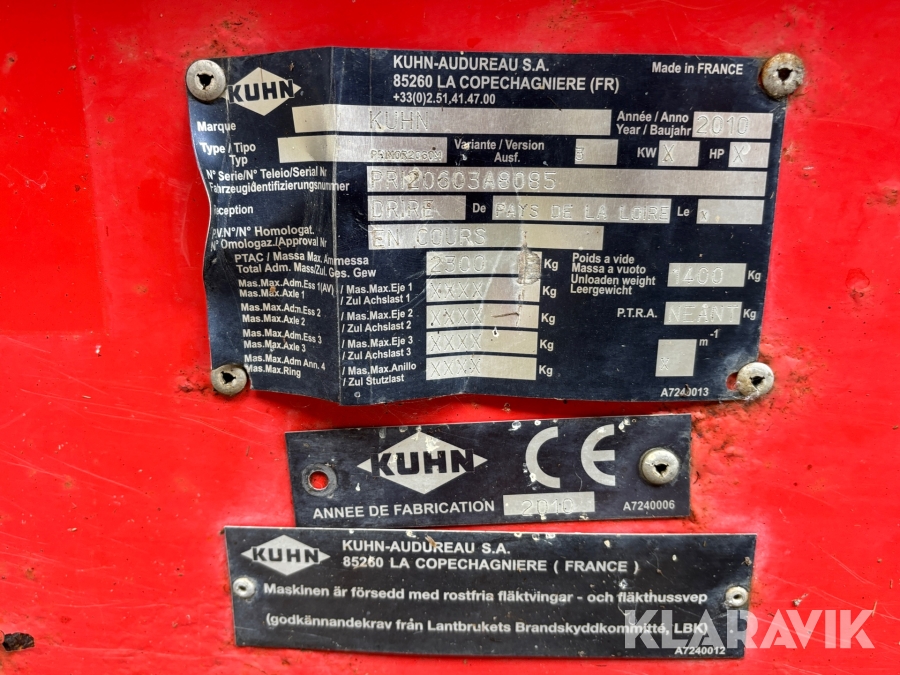 KUHN
KUHN-AUDUREAU S.A.
85260 LA COPECHAGNIERE (FR)
+33(0)2.51,41.47.00
Made in FRANCE
Marque KUHN Année / Anno 2010
Year / Baujahr
Type / Tipo Variante / Version 3 KW X HP X
Typ Ausf.
N° Serie/N° Teleio/Serial Nr PRH20603A8085
Fahrzeugidentifizierungsnummer
Reception DRIRE De PAYS DE LA LOIRE Le
P.V.N°/N° Homologat. EN COURS
N° Omologaz./Approval Nr
PTAC / Massa Max. Ammessa 2300 Kg Poids a vide
Total Adm. Mass/Zul. Ges. Gew Massa a vuoto 1400 Kg
Unloaden weight
Leergewicht
Mas.Max.Adm.Ess 1(AV) / Mas.Max.Eje 1 XXXX Kg
Mas.Max.Axle 1 / Zul Achslast 1
Mas.Max.Adm.Ess 2 / Mas.Max.Eje 2 XXXX Kg P.T.R.A. NEANT Kg
Mas.Max.Axle 2 / Zul Achslast 2
Mas.Max.Adm.Ess 3 / Mas.Max.Eje 3 XXXX Kg m-1
Mas.Max.Axle 3 / Zul Achslast 3
Mas.Max.Adm Ann. 4 / Mas.Max.Anillo XXXX Kg
Mas.Max.Ring / Zul Stutzlast
A7240013
KUHN CE
ANNEE DE FABRICATION 2010 A7240006
KUHN
KUHN-AUDUREAU S.A.
85260 LA COPECHAGNIERE ( FRANCE )
Maskinen är försedd med rostfria fläktvingar - och fläkthussvep
(godkännandekrav från Lantbrukets Brandskyddkommitté, LBK)
A7240012
KLARAVIK